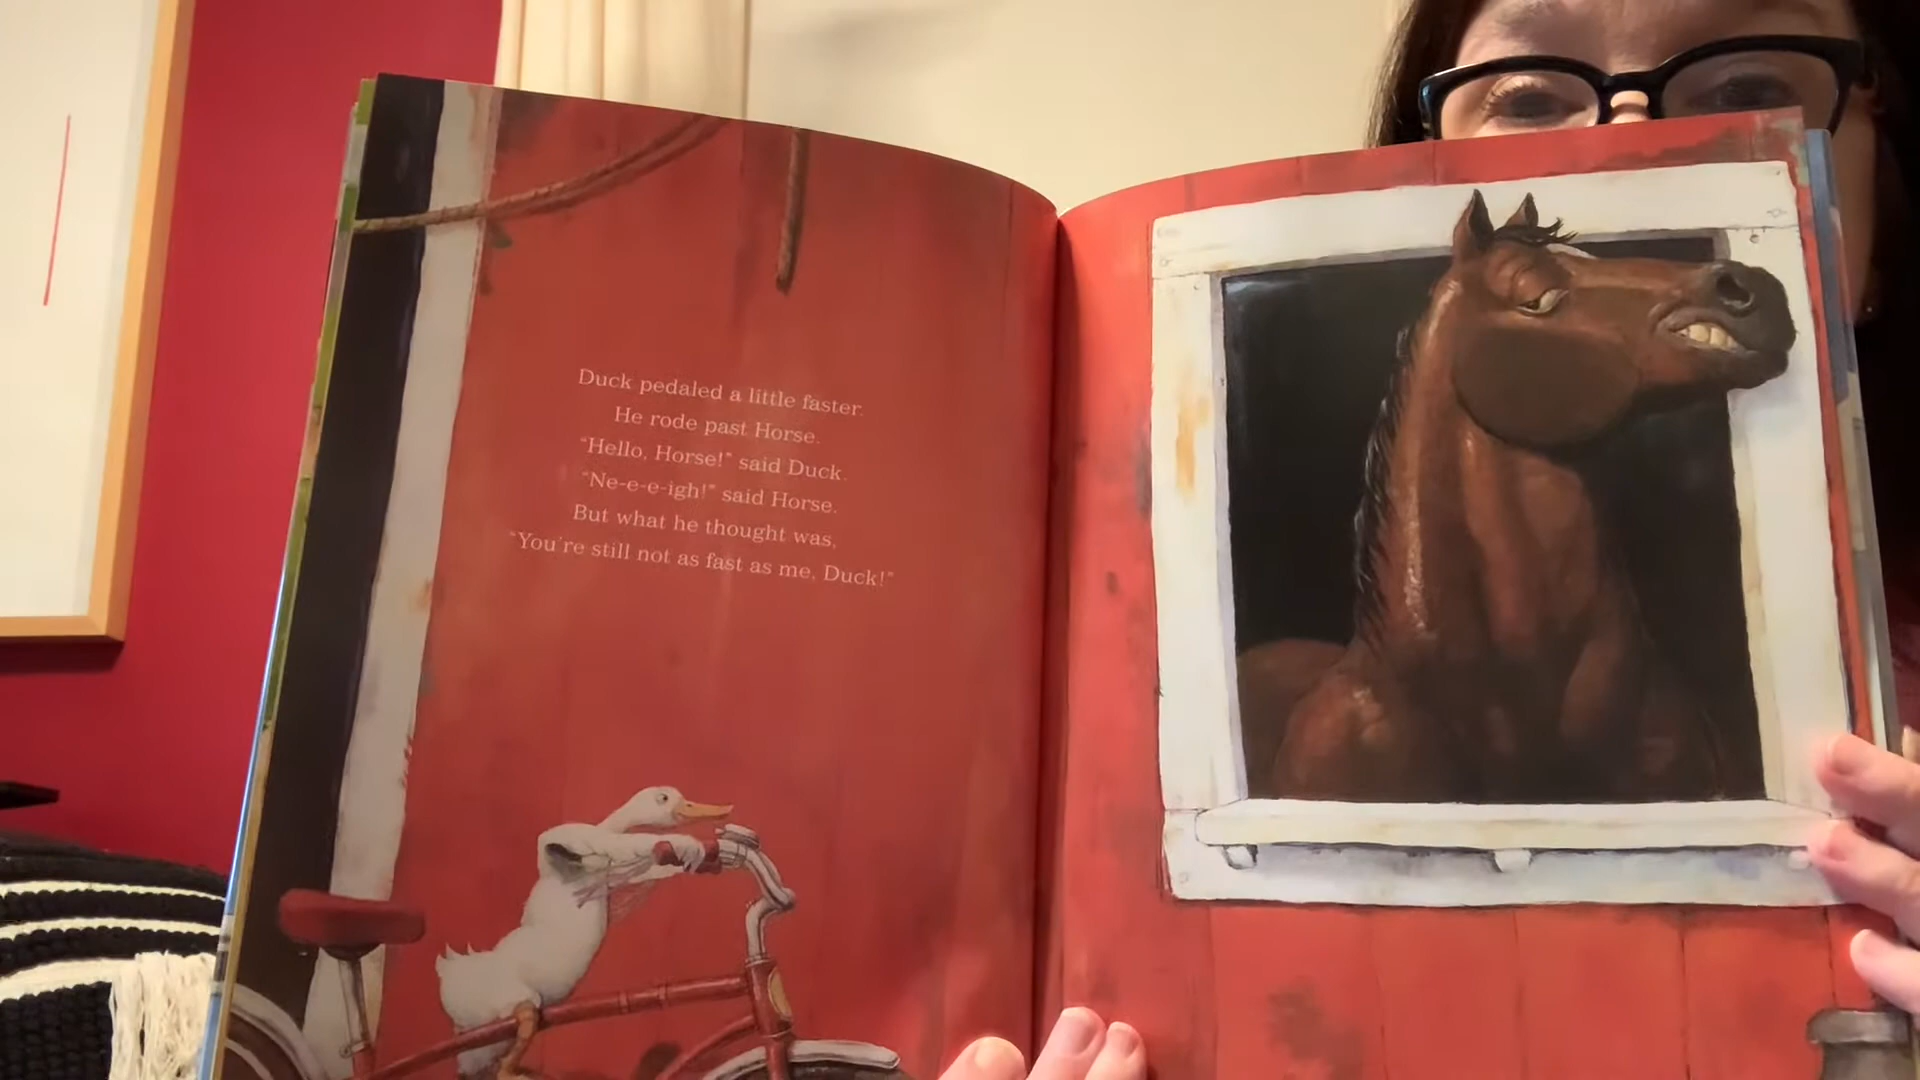 Duck pedaled a little faster.
He rode past Horse.
“Hello, Horse!” said Duck.
“Ne-e-e-igh!” said Horse.
But what he thought was,
“You’re still not as fast as me, Duck!”